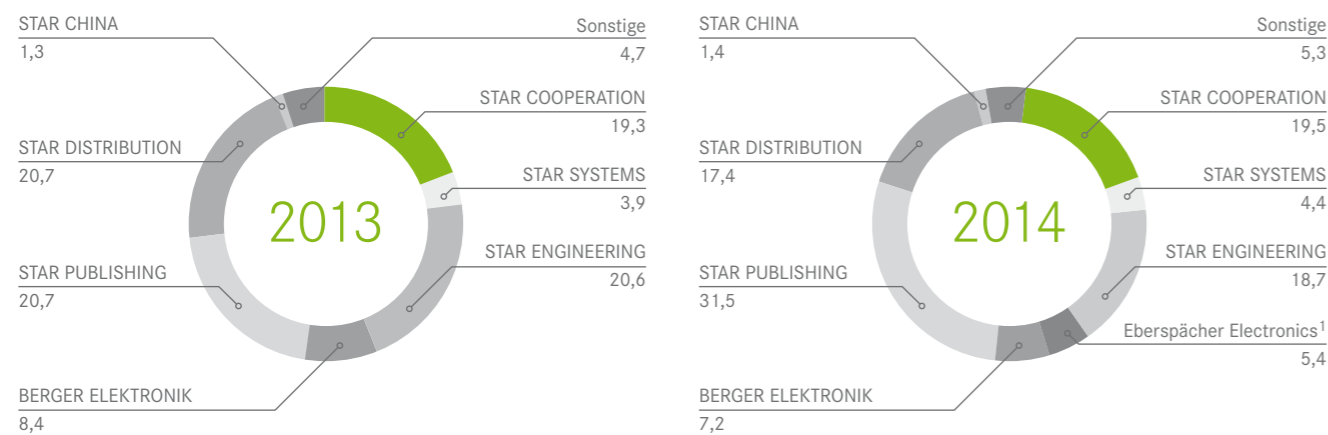 STAR CHINA
1,3
Sonstige
4,7
STAR COOPERATION
19,3
STAR DISTRIBUTION
20,7
STAR SYSTEMS
3,9
2013
STAR ENGINEERING
20,6
STAR PUBLISHING
20,7
BERGER ELEKTRONIK
8,4
STAR CHINA
1,4
Sonstige
5,3
STAR COOPERATION
19,5
STAR DISTRIBUTION
17,4
STAR SYSTEMS
4,4
2014
STAR ENGINEERING
18,7
STAR PUBLISHING
31,5
Eberspächer Electronics¹
5,4
BERGER ELEKTRONIK
7,2